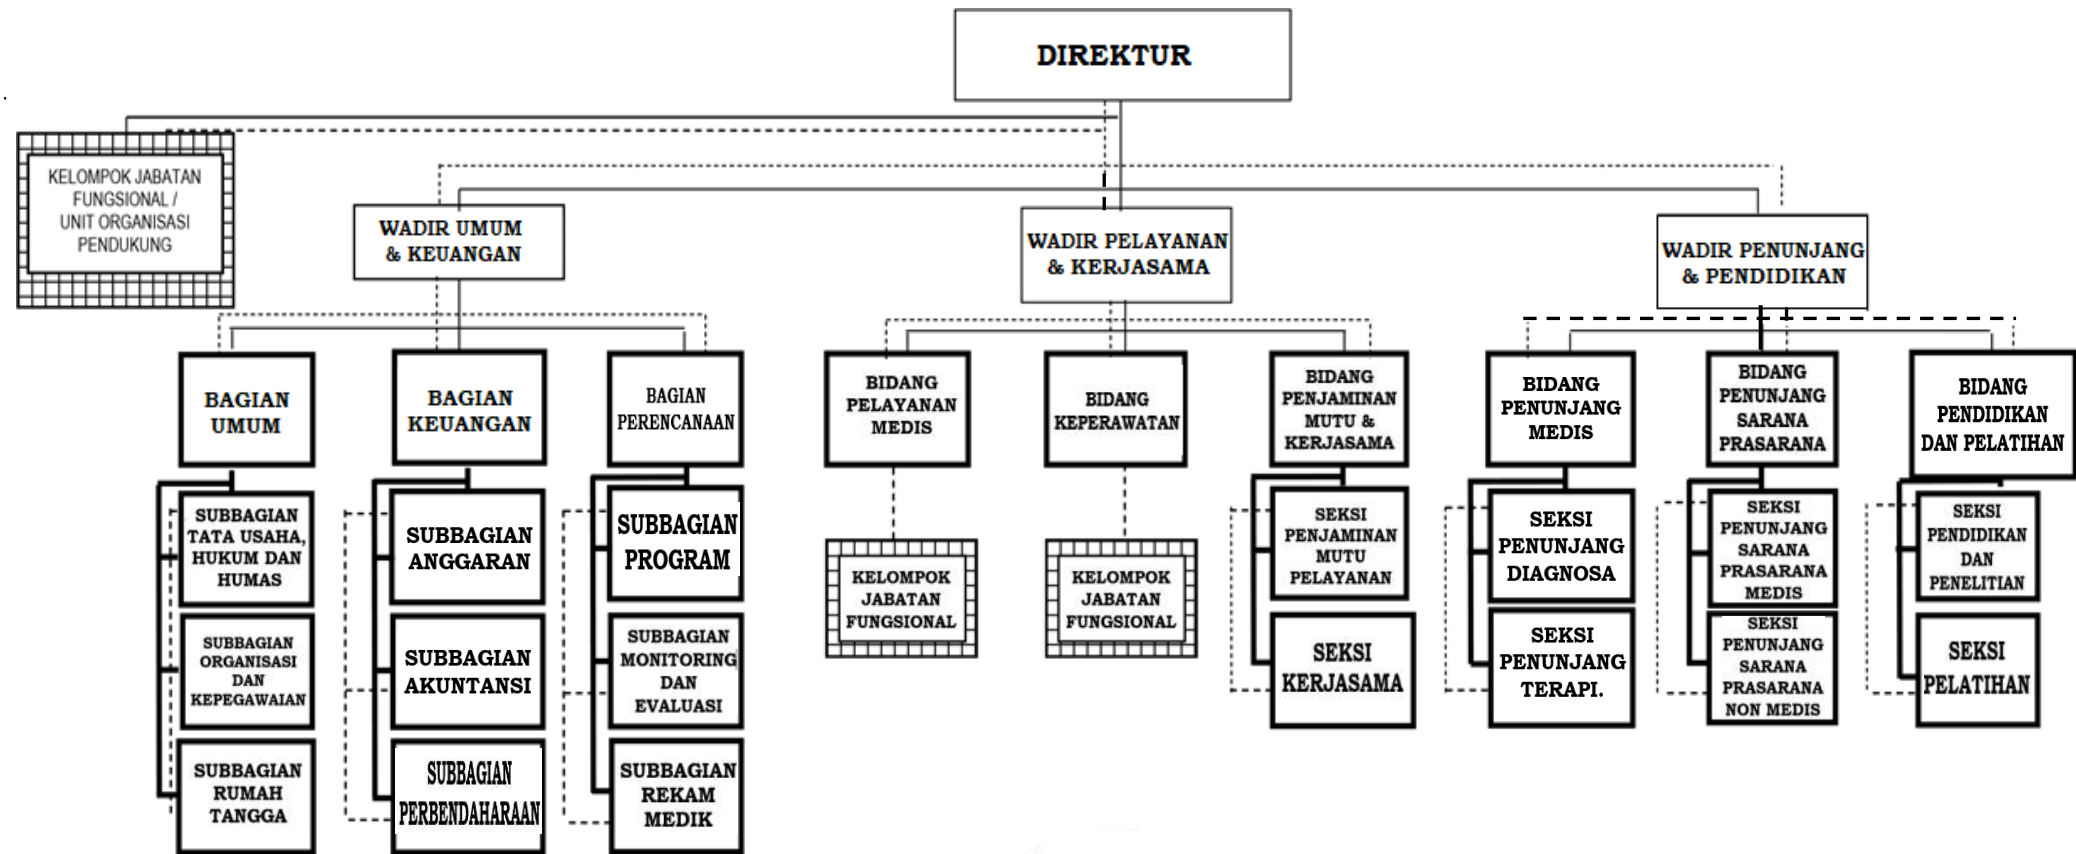 DIREKTUR
KELOMPOK JABATAN
FUNGSIONAL /
UNIT ORGANISASI
PENDUKUNG
WADIR UMUM
& KEUANGAN
WADIR PELAYANAN
& KERJASAMA
WADIR PENUNJANG
& PENDIDIKAN
BAGIAN
UMUM
BAGIAN
KEUANGAN
BAGIAN
PERENCANAAN
BIDANG
PELAYANAN
MEDIS
BIDANG
KEPERAWATAN
BIDANG
PENJAMINAN
MUTU &
KERJASAMA
BIDANG
PENUNJANG
MEDIS
BIDANG
PENUNJANG
SARANA
PRASARANA
BIDANG
PENDIDIKAN
DAN PELATIHAN
SUBBAGIAN
TATA USAHA,
HUKUM DAN
HUMAS
SUBBAGIAN
ANGGARAN
SUBBAGIAN
PROGRAM
KELOMPOK
JABATAN
FUNGSIONAL
KELOMPOK
JABATAN
FUNGSIONAL
SEKSI
PENJAMINAN
MUTU
PELAYANAN
SEKSI
PENUNJANG
DIAGNOSA
SEKSI
PENUNJANG
SARANA
PRASARANA
MEDIS
SEKSI
PENDIDIKAN
DAN
PENELITIAN
SUBBAGIAN
ORGANISASI
DAN
KEPEGAWAIAN
SUBBAGIAN
AKUNTANSI
SUBBAGIAN
MONITORING
DAN
EVALUASI
SEKSI
KERJASAMA
SEKSI
PENUNJANG
TERAPI.
SEKSI
PENUNJANG
SARANA
PRASARANA
NON MEDIS
SEKSI
PELATIHAN
SUBBAGIAN
RUMAH
TANGGA
SUBBAGIAN
PERBENDAHARAAN
SUBBAGIAN
REKAM
MEDIK